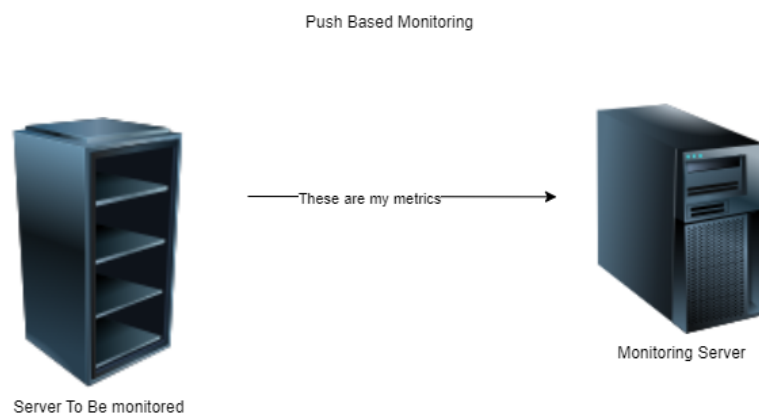 Push Based Monitoring
These are my metrics
Monitoring Server
Server To Be monitored